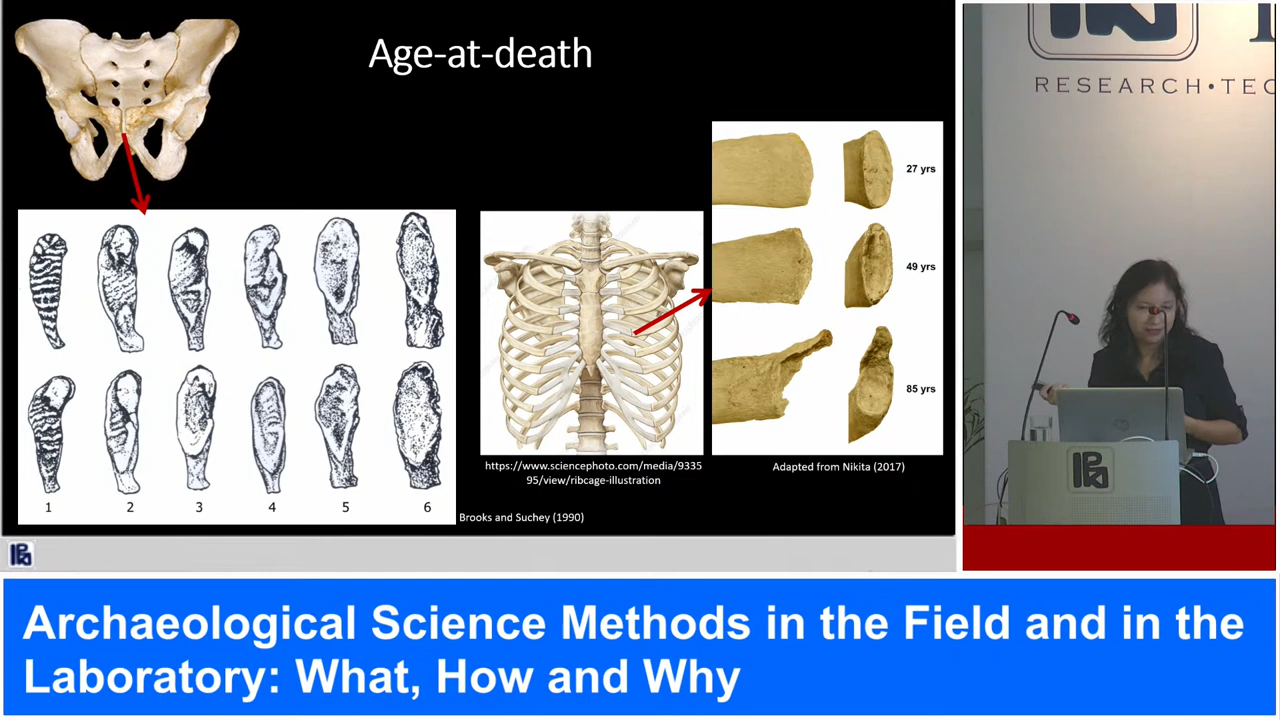 Age-at-death
27 yrs
49 yrs
85 yrs
1 2 3 4 5 6
https://www.sciencephoto.com/media/9335
95/view/ribcage-illustration
Adapted from Nikita (2017)
Brooks and Suchey (1990)
RESEARCH•TEC
Archaeological Science Methods in the Field and in the
Laboratory: What, How and Why